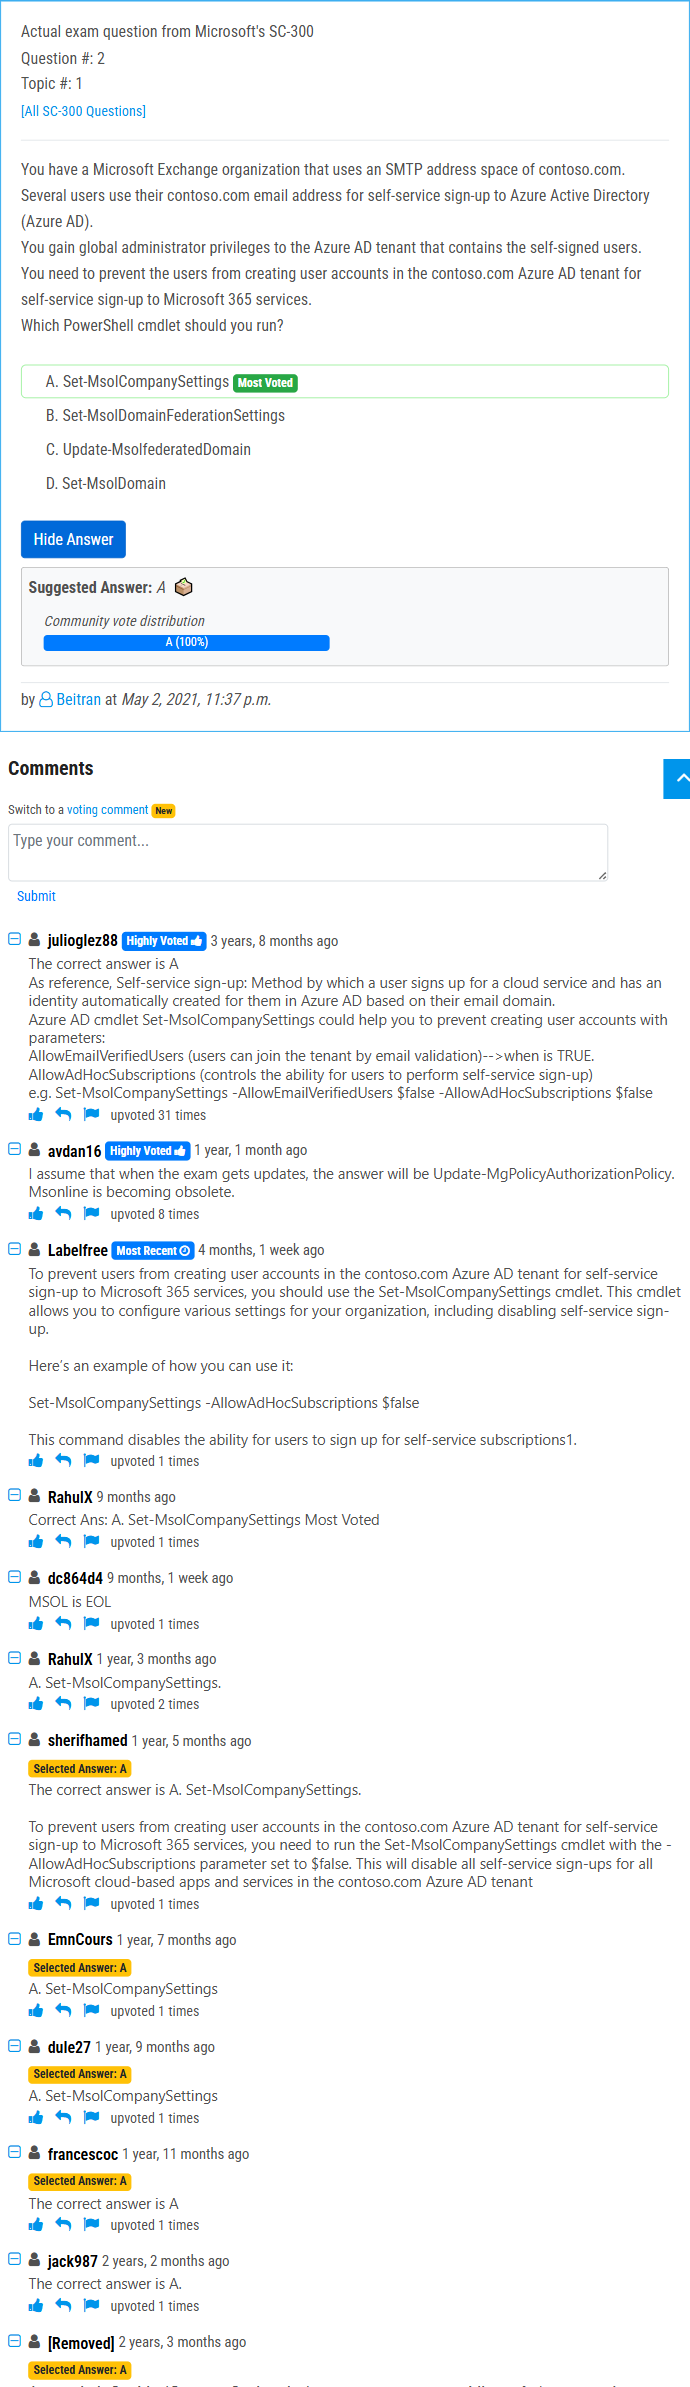 Actual exam question from Microsoft's SC-300
Question #: 2
Topic #: 1
[All SC-300 Questions]
You have a Microsoft Exchange organization that uses an SMTP address space of contoso.com.
Several users use their contoso.com email address for self-service sign-up to Azure Active Directory
(Azure AD).
You gain global administrator privileges to the Azure AD tenant that contains the self-signed users.
You need to prevent the users from creating user accounts in the contoso.com Azure AD tenant for
self-service sign-up to Microsoft 365 services.
Which PowerShell cmdlet should you run?
A. Set-MsolCompanySettings Most Voted
B. Set-MsolDomainFederationSettings
C. Update-MsolfederatedDomain
D. Set-MsolDomain
Hide Answer
Suggested Answer: A
Community vote distribution
A (100%)
by Beitran at May 2, 2021, 11:37 p.m.
Comments
Switch to a voting comment New
Type your comment...
Submit
julioglez88 Highly Voted 3 years, 8 months ago
The correct answer is A
As reference, Self-service sign-up: Method by which a user signs up for a cloud service and has an
identity automatically created for them in Azure AD based on their email domain.
Azure AD cmdlet Set-MsolCompanySettings could help you to prevent creating user accounts with
parameters:
AllowEmailVerifiedUsers (users can join the tenant by email validation)-->when is TRUE.
AllowAdHocSubscriptions (controls the ability for users to perform self-service sign-up)
e.g. Set-MsolCompanySettings -AllowEmailVerifiedUsers $false -AllowAdHocSubscriptions $false
upvoted 31 times
avdan16 Highly Voted 1 year, 1 month ago
I assume that when the exam gets updates, the answer will be Update-MgPolicyAuthorizationPolicy.
Msonline is becoming obsolete.
upvoted 8 times
Labelfree Most Recent 4 months, 1 week ago
To prevent users from creating user accounts in the contoso.com Azure AD tenant for self-service
sign-up to Microsoft 365 services, you should use the Set-MsolCompanySettings cmdlet. This cmdlet
allows you to configure various settings for your organization, including disabling self-service sign-
up.
Here's an example of how you can use it:
Set-MsolCompanySettings -AllowAdHocSubscriptions $false
This command disables the ability for users to sign up for self-service subscriptions1.
upvoted 1 times
RahulX 9 months ago
Correct Ans: A. Set-MsolCompanySettings Most Voted
upvoted 1 times
dc864d4 9 months, 1 week ago
MSOL is EOL
upvoted 1 times
RahulX 1 year, 3 months ago
A. Set-MsolCompanySettings.
upvoted 2 times
sherifhamed 1 year, 5 months ago
Selected Answer: A
The correct answer is A. Set-MsolCompanySettings.
To prevent users from creating user accounts in the contoso.com Azure AD tenant for self-service
sign-up to Microsoft 365 services, you need to run the Set-MsolCompanySettings cmdlet with the -
AllowAdHocSubscriptions parameter set to $false. This will disable all self-service sign-ups for all
Microsoft cloud-based apps and services in the contoso.com Azure AD tenant
upvoted 1 times
EmnCours 1 year, 7 months ago
Selected Answer: A
A. Set-MsolCompanySettings
upvoted 1 times
dule27 1 year, 9 months ago
Selected Answer: A
A. Set-MsolCompanySettings
upvoted 1 times
francescoc 1 year, 11 months ago
Selected Answer: A
The correct answer is A
upvoted 1 times
jack987 2 years, 2 months ago
The correct answer is A.
upvoted 1 times
[Removed] 2 years, 3 months ago
Selected Answer: A